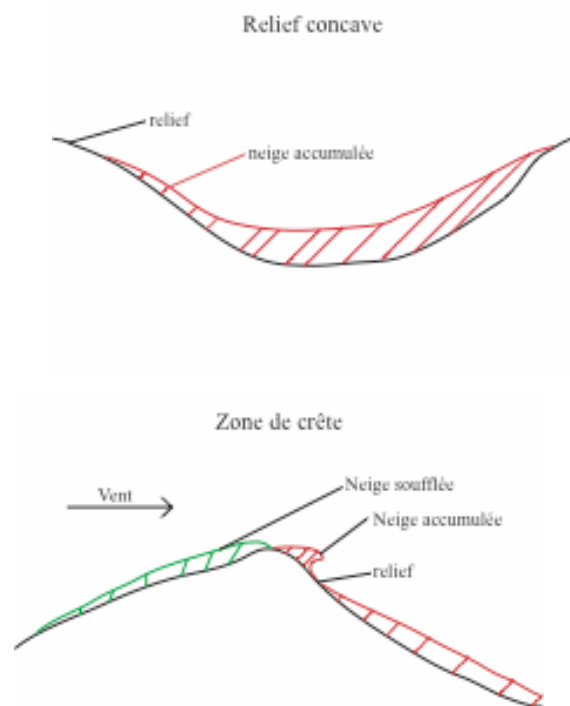 Relief concave
relief
neige accumulée
Zone de crête
Neige soufflée
Vent
Neige accumulée
relief